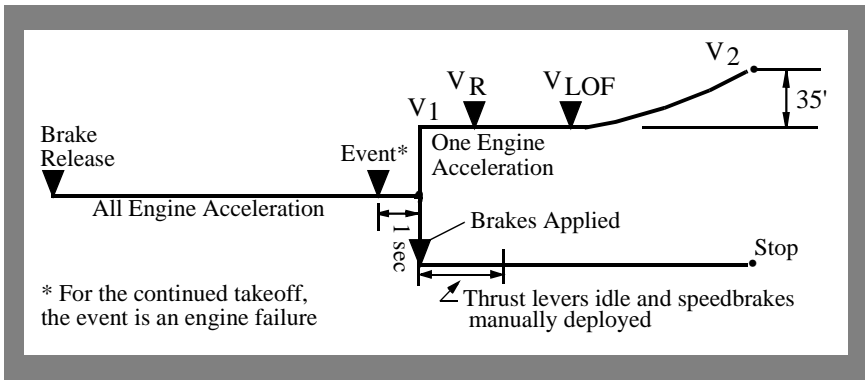 V2
VR
VLOF
35'
V1
Brake
Release
Event*
One Engine
Acceleration
All Engine Acceleration
Brakes Applied
1 sec
Stop
* For the continued takeoff,
the event is an engine failure
Thrust levers idle and speedbrakes
manually deployed